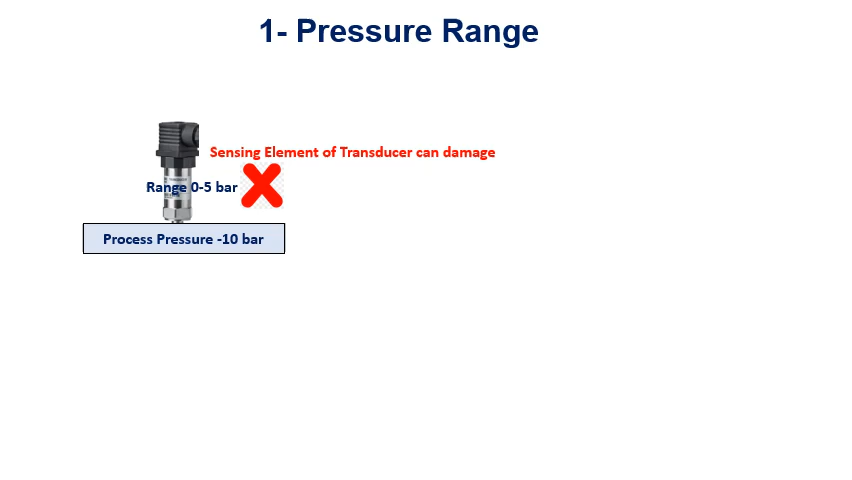 1- Pressure Range
Sensing Element of Transducer can damage
Range 0-5 bar
Process Pressure -10 bar